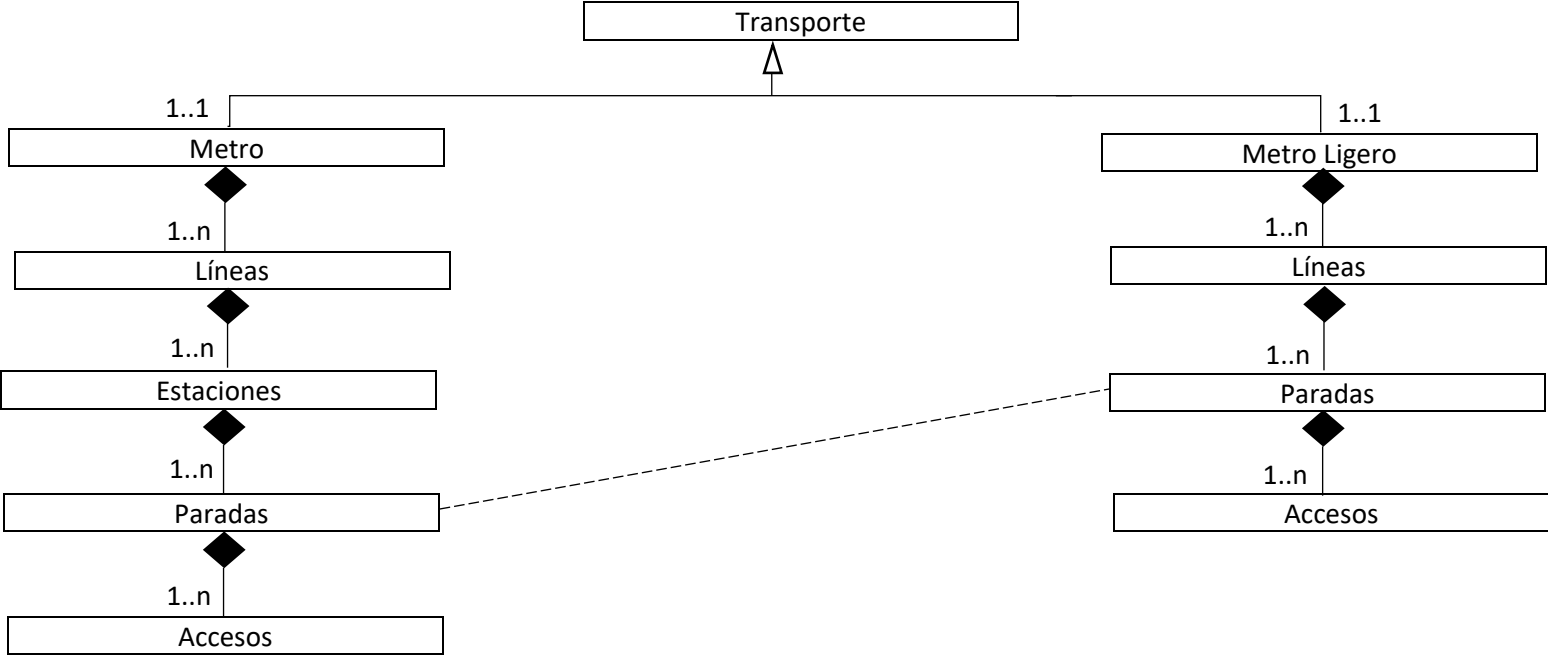 Transporte
1..1
1..1
Metro
Metro Ligero
1..n
1..n
Líneas
Líneas
1..n
1..n
Estaciones
Paradas
1..n
1..n
Paradas
Accesos
1..n
Accesos